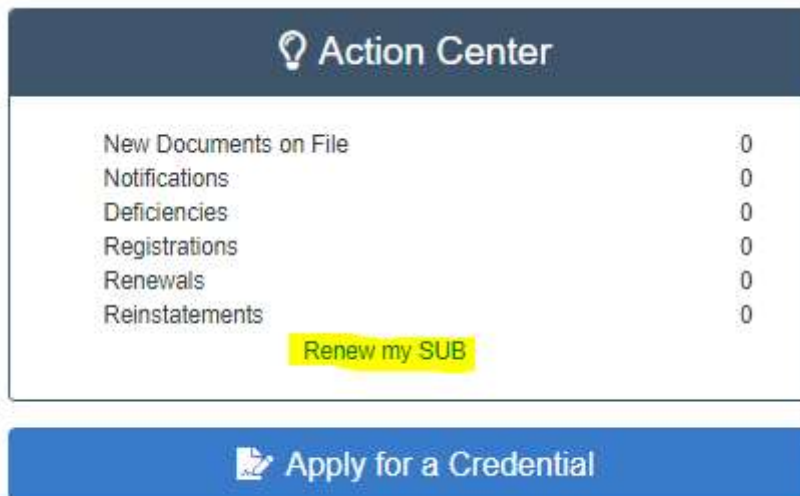 Action Center
New Documents on File 0
Notifications 0
Deficiencies 0
Registrations 0
Renewals 0
Reinstatements 0
Renew my SUB
Apply for a Credential